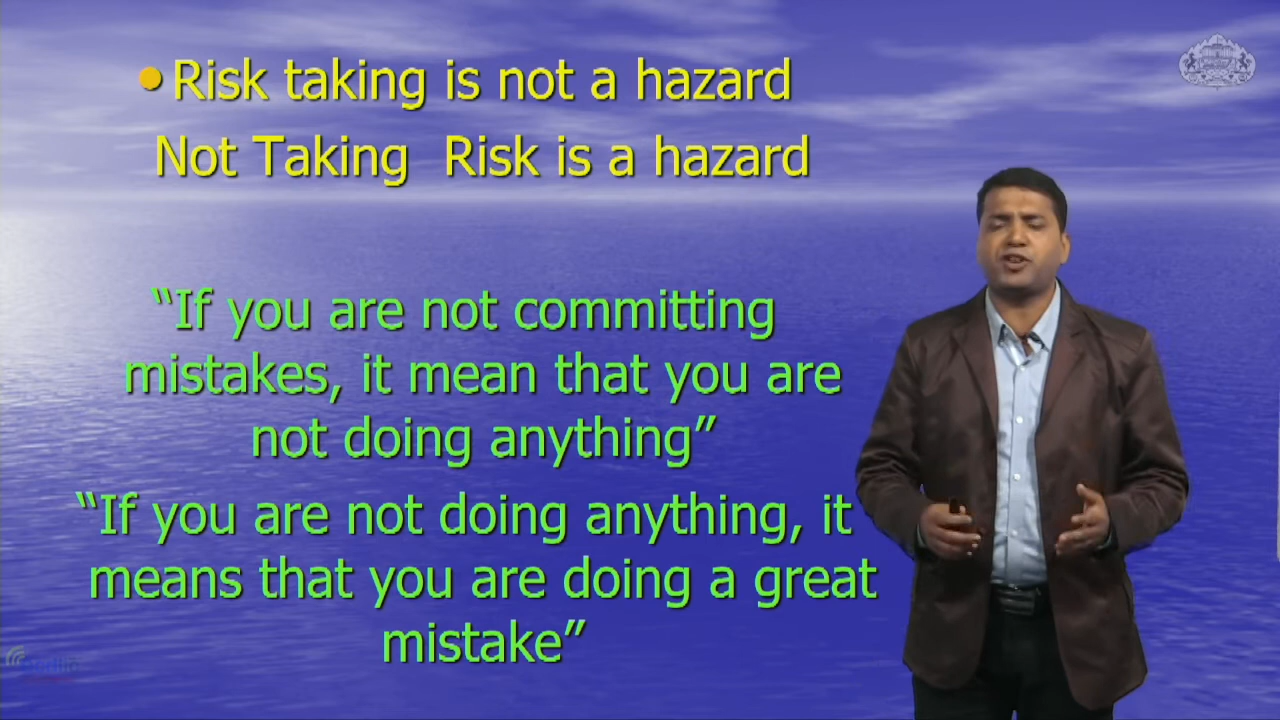 • Risk taking is not a hazard
Not Taking Risk is a hazard
“If you are not committing
mistakes, it mean that you are
not doing anything”
“If you are not doing anything, it
means that you are doing a great
mistake”